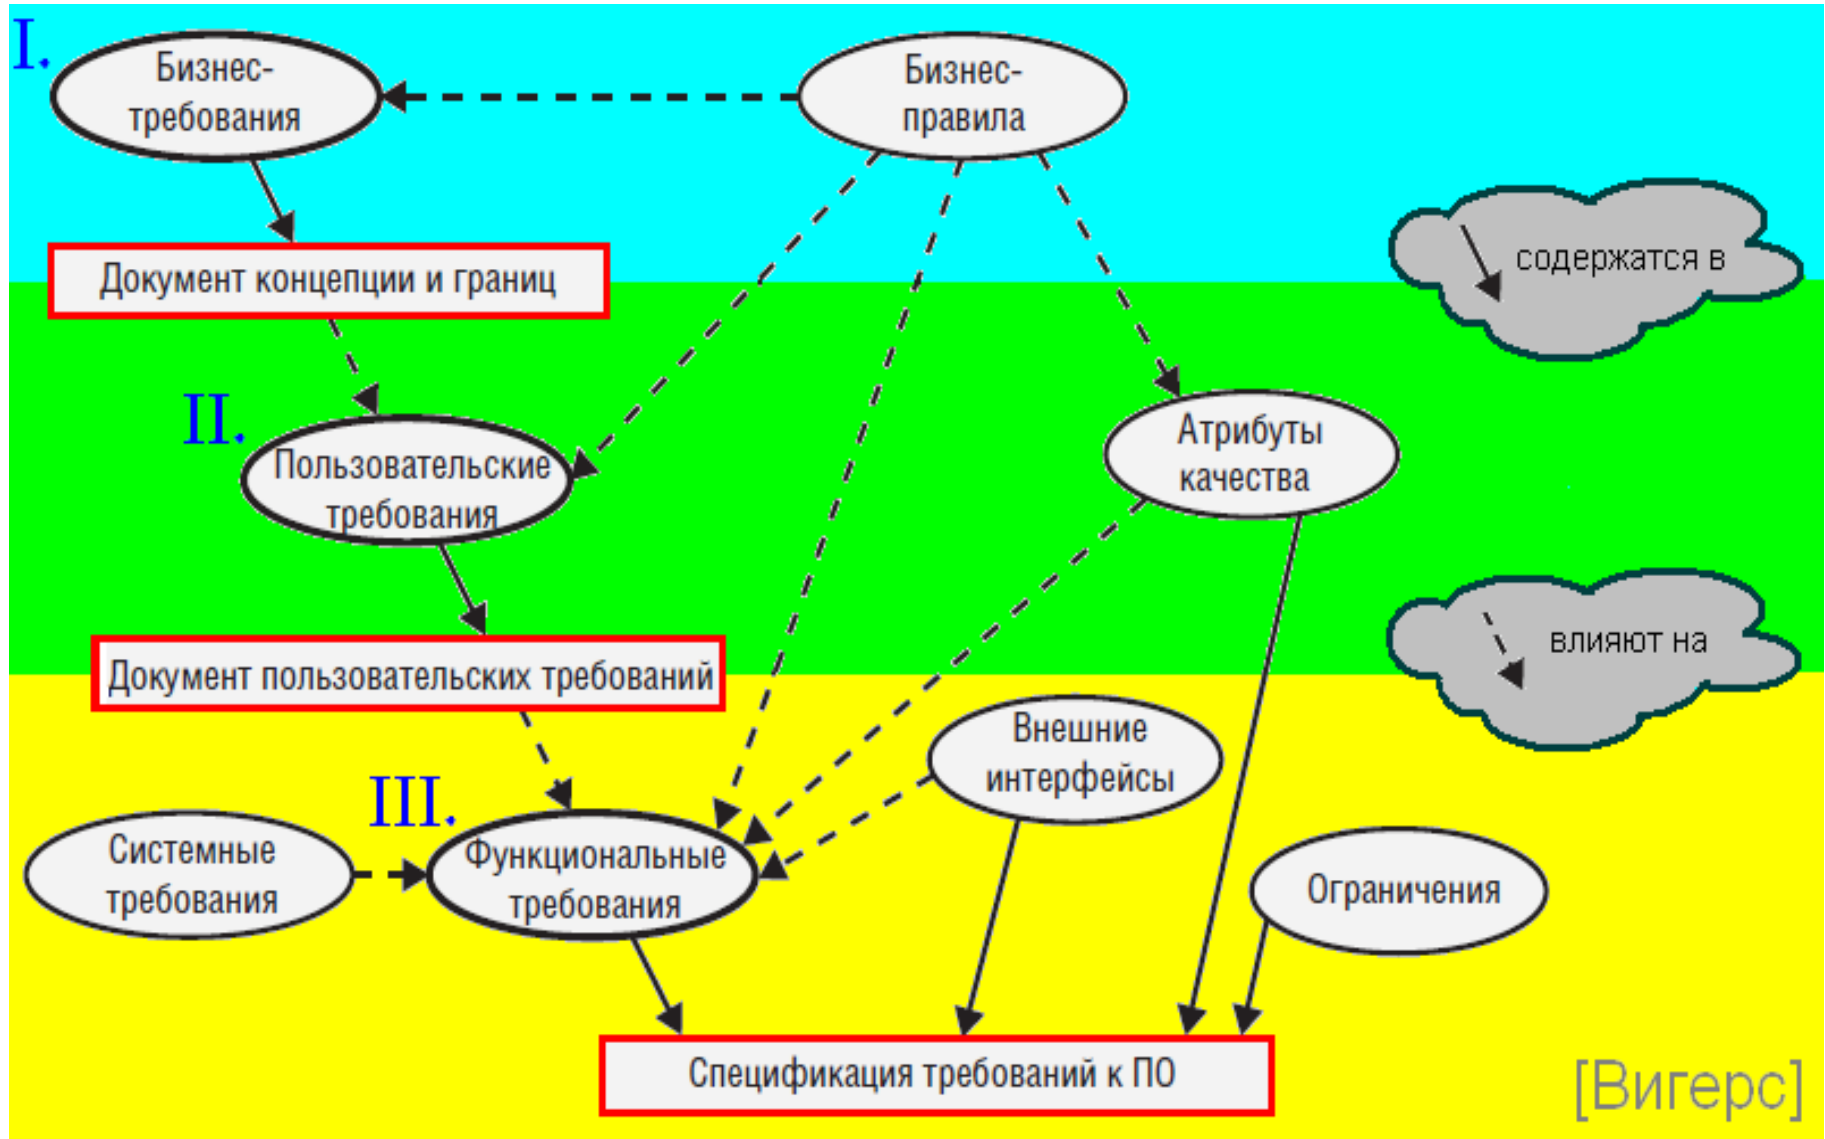 I.
Бизнес-
требования
Бизнес-
правила
содержатся в
Документ концепции и границ
II.
Пользовательские
требования
Атрибуты
качества
влияют на
Документ пользовательских требований
Внешние
интерфейсы
III.
Системные
требования
Функциональные
требования
Ограничения
Спецификация требований к ПО
[Вигерс]